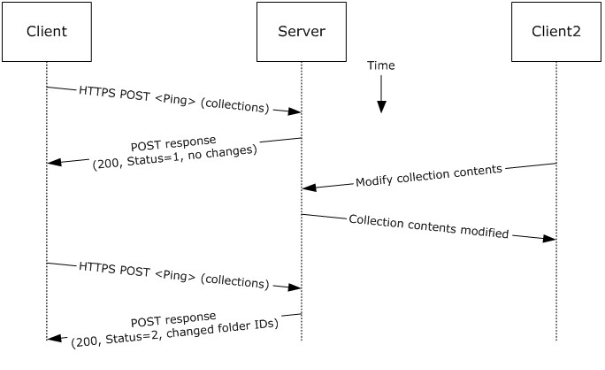 Client
Server
Client2
Time
HTTPS POST <Ping> (collections)
POST response
(200, Status=1, no changes)
Modify collection contents
Collection contents modified
HTTPS POST <Ping> (collections)
POST response
(200, Status=2, changed folder IDs)